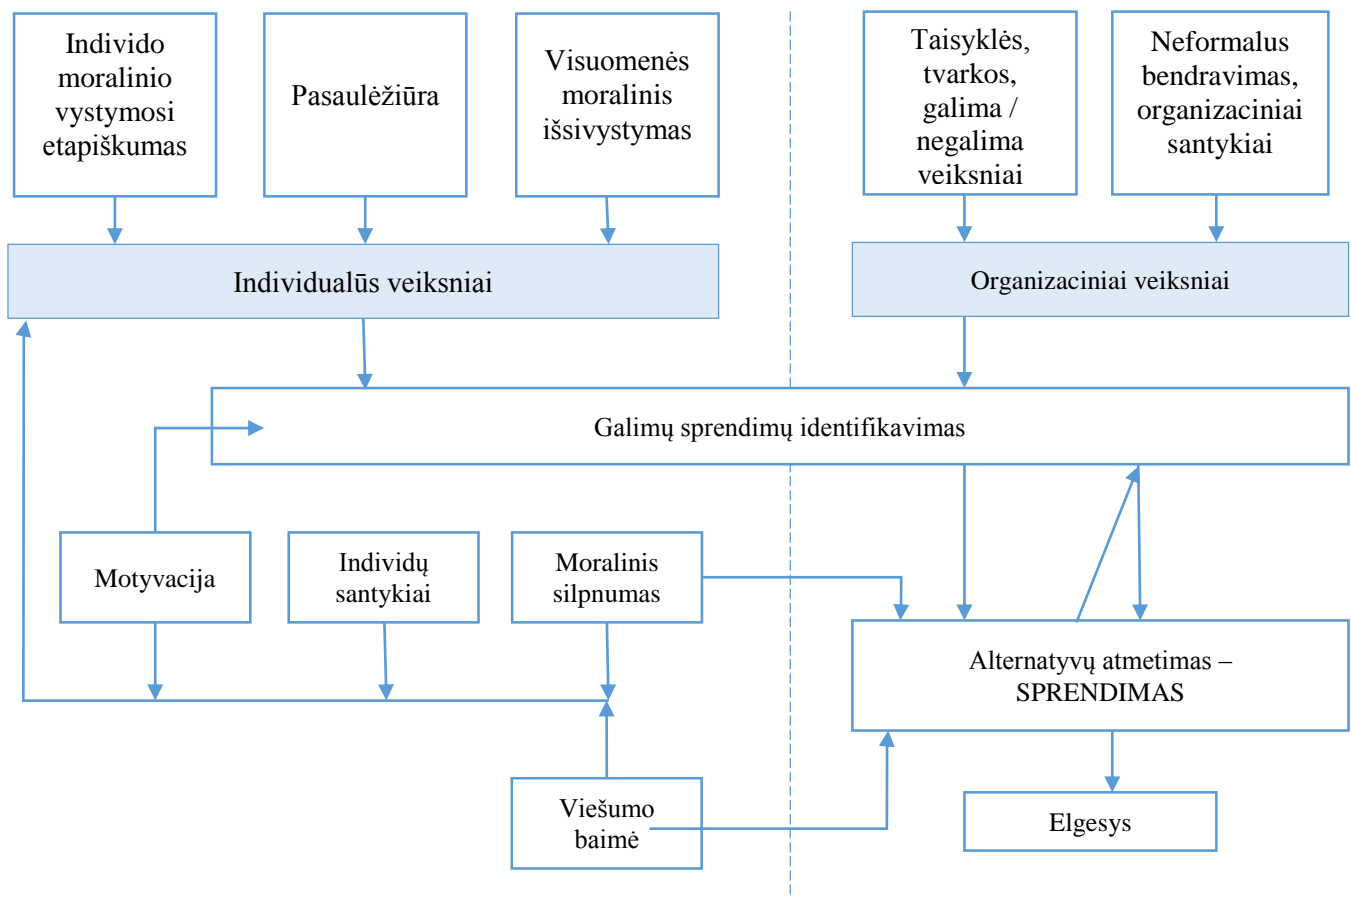 Individo
moralinio
vystymosi
etapiškumas
Pasaulėžiūra
Visuomenės
moralinis
išsivystymas
Taisyklės,
tvarkos,
galima /
negalima
veiksniai
Neformalus
bendravimas,
organizaciniai
santykiai
Individualūs veiksniai
Organizaciniai veiksniai
Galimų sprendimų identifikavimas
Motyvacija
Individų
santykiai
Moralinis
silpnumas
Alternatyvų atmetimas –
SPRENDIMAS
Viešumo
baimė
Elgesys